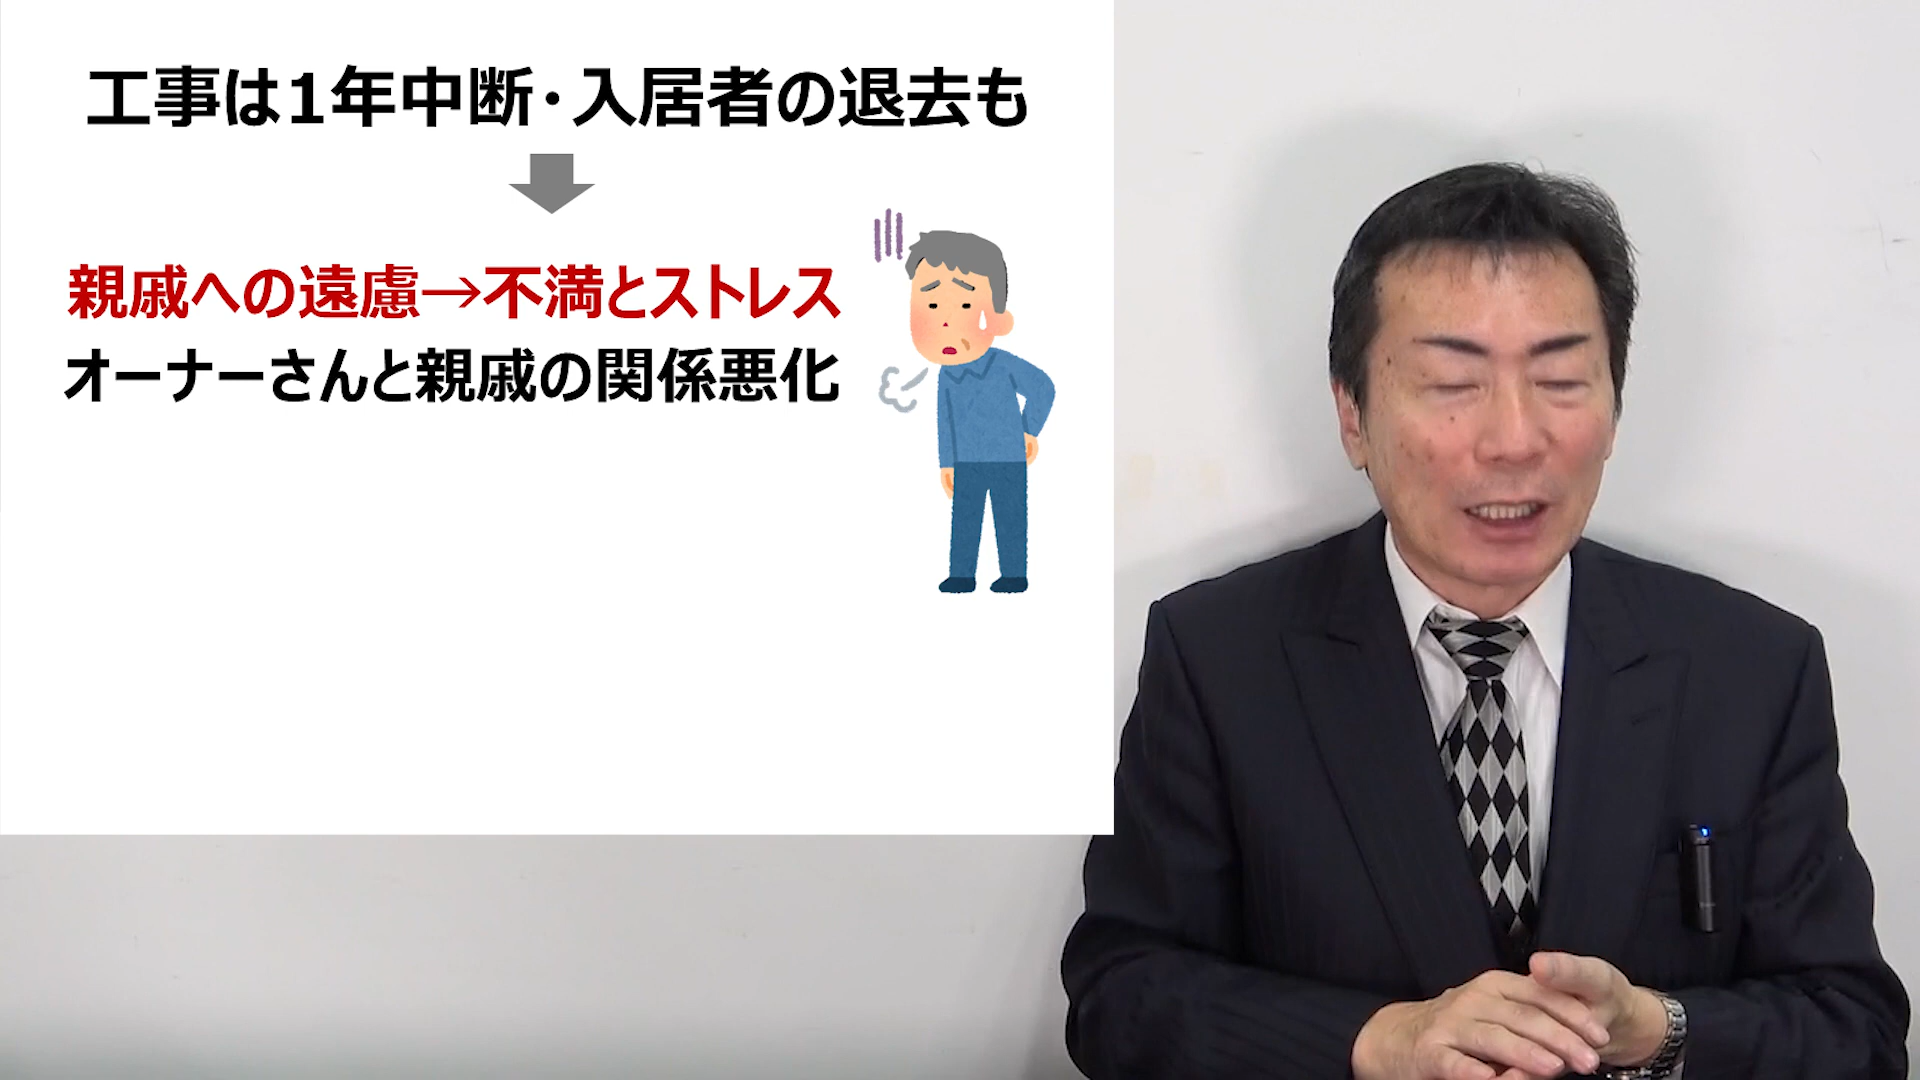 工事は1年中断・入居者の退去も
親戚への遠慮→不満とストレス
オーナーさんと親戚の関係悪化